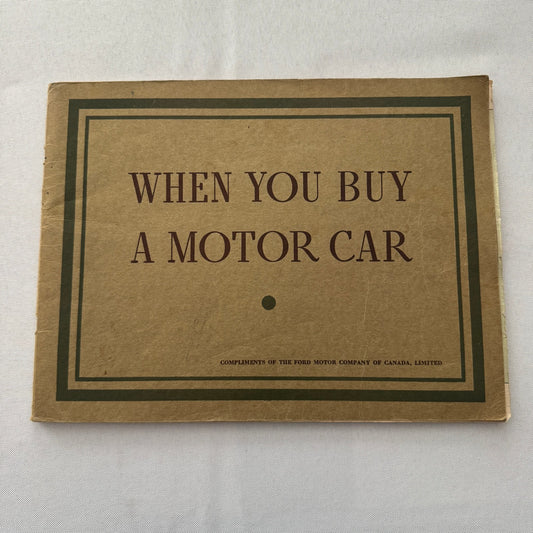 WHEN YOU BUY
A MOTOR CAR
COMPLIMENTS OF THE FORD MOTOR COMPANY OF CANADA, LIMITED